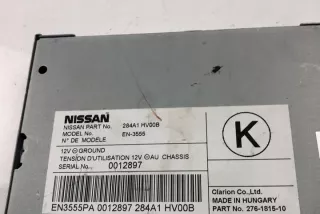 NISSAN
NISSAN PART No. 284A1 HV00B
MODEL No. EN-3555
N° DE MODÈLE
12V ⊖ GROUND
TENSION D'UTILISATION 12V ⊖ AU CHASSIS
SERIAL No. 0012897
K
EN3555PA 0012897 284A1 HV00B
Clarion Co.,Ltd.
MADE IN HUNGARY
PART No. 276-1815-10